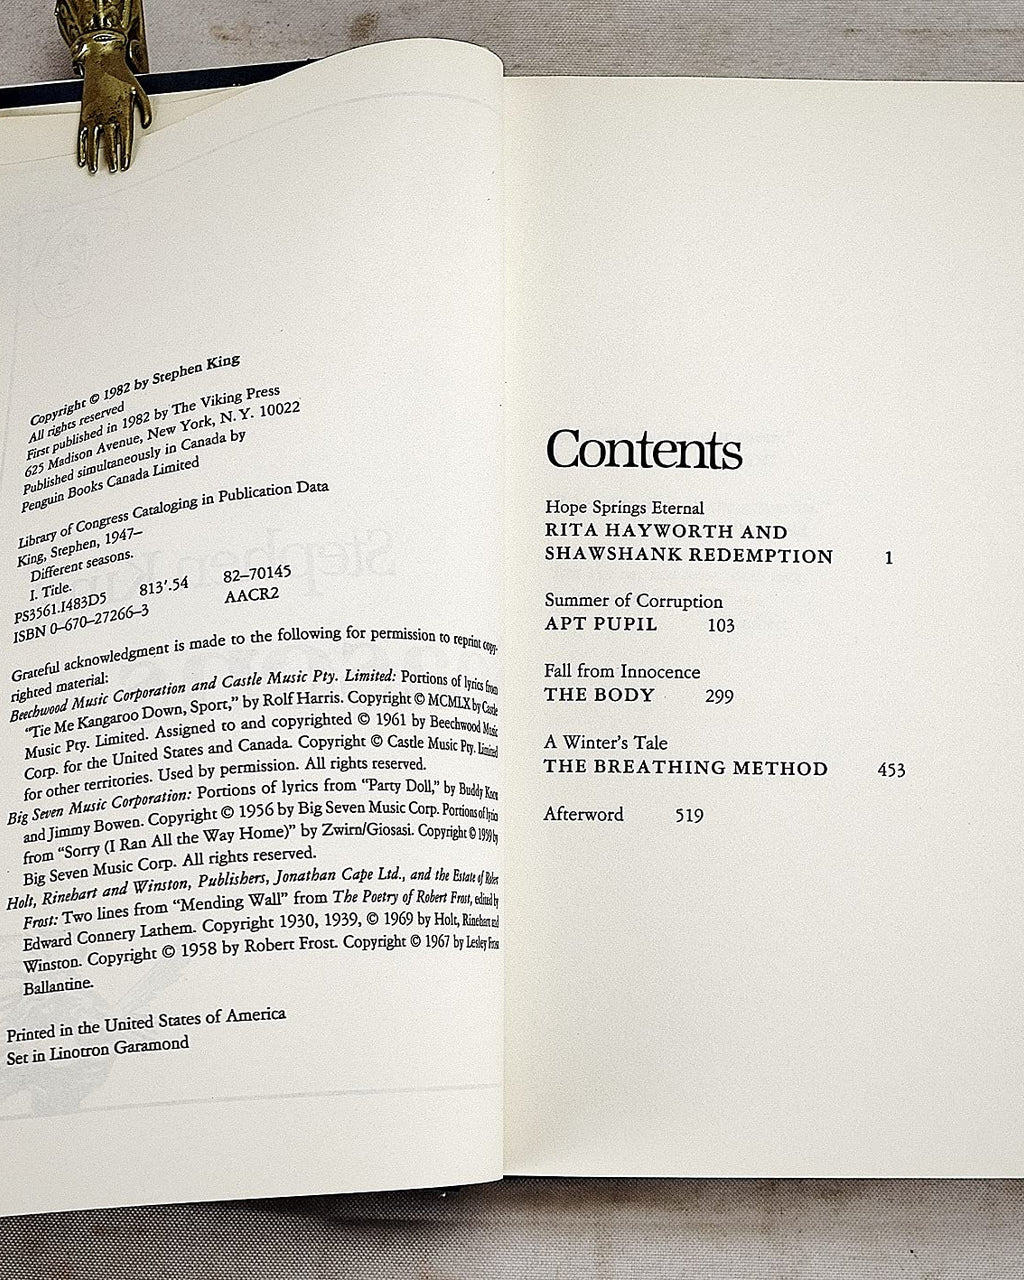 Copyright © 1982 by Stephen King
All rights reserved
First published in 1982 by The Viking Press
625 Madison Avenue, New York, N.Y. 10022
Published simultaneously in Canada by
Penguin Books Canada Limited
Library of Congress Cataloging in Publication Data
King, Stephen, 1947–
Different seasons.
I. Title.
PS3561.I483D5 813'.54 82–70145
ISBN 0–670–27266–3 AACR2
Grateful acknowledgment is made to the following for permission to reprint copy-
righted material:
Beechwood Music Corporation and Castle Music Pty. Limited: Portions of lyrics from
“Tie Me Kangaroo Down, Sport,” by Rolf Harris. Copyright © MCMLX by Castle
Music Pty. Limited. Assigned to and copyrighted © 1961 by Beechwood Music
Corp. for the United States and Canada. Copyright © Castle Music Pty. Limited
for other territories. Used by permission. All rights reserved.
Big Seven Music Corporation: Portions of lyrics from “Party Doll,” by Buddy Knox
and Jimmy Bowen. Copyright © 1956 by Big Seven Music Corp. Portions of lyrics
from “Sorry (I Ran All the Way Home)” by Zwirn/Giosasi. Copyright © 1959 by
Big Seven Music Corp. All rights reserved.
Holt, Rinehart and Winston, Publishers, Jonathan Cape Ltd., and the Estate of Robert
Frost: Two lines from “Mending Wall” from The Poetry of Robert Frost, edited by
Edward Connery Lathem. Copyright 1930, 1939, © 1969 by Holt, Rinehart and
Winston. Copyright © 1958 by Robert Frost. Copyright © 1967 by Lesley Frost
Ballantine.
Printed in the United States of America
Set in Linotron Garamond
Contents
Hope Springs Eternal
RITA HAYWORTH AND
SHAWSHANK REDEMPTION 1
Summer of Corruption
APT PUPIL 103
Fall from Innocence
THE BODY 299
A Winter's Tale
THE BREATHING METHOD 453
Afterword 519